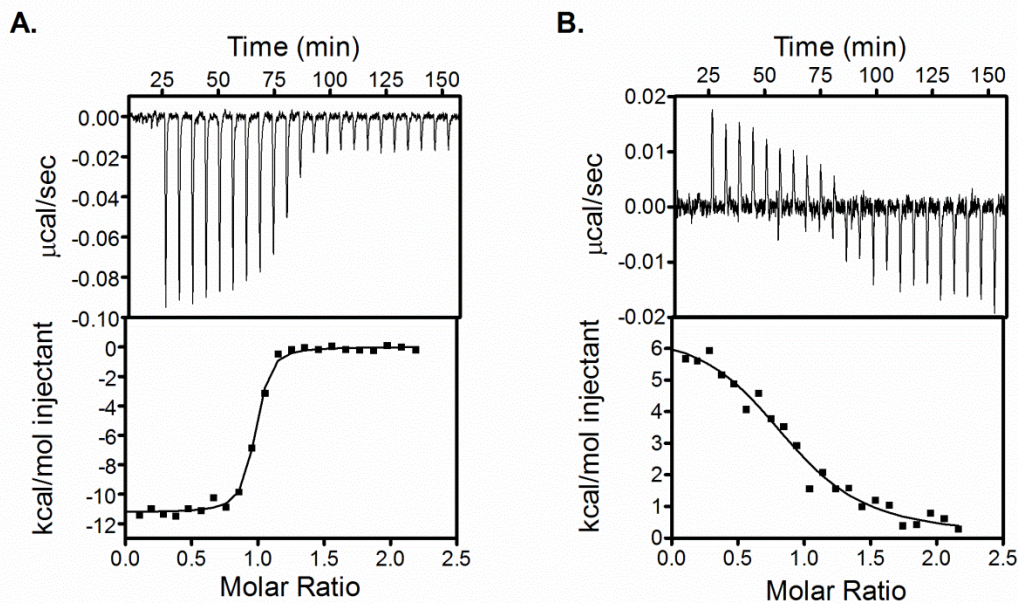 A.
Time (min)
25 50 75 100 125 150
0.00
-0.02
-0.04
-0.06
-0.08
-0.10
μcal/sec
0
-2
-4
-6
-8
-10
-12
kcal/mol injectant
0.0 0.5 1.0 1.5 2.0 2.5
Molar Ratio
B.
Time (min)
25 50 75 100 125 150
0.02
0.01
0.00
-0.01
-0.02
μcal/sec
6
5
4
3
2
1
0
kcal/mol injectant
0.0 0.5 1.0 1.5 2.0 2.5
Molar Ratio